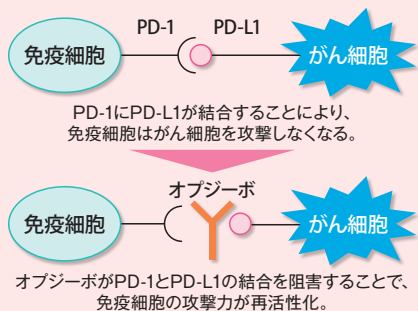 PD-1 PD-L1
免疫細胞 がん細胞
PD-1にPD-L1が結合することにより、
免疫細胞はがん細胞を攻撃しなくなる。
オプジーボ
免疫細胞 がん細胞
オプジーボがPD-1とPD-L1の結合を阻害することで、
免疫細胞の攻撃力が再活性化。